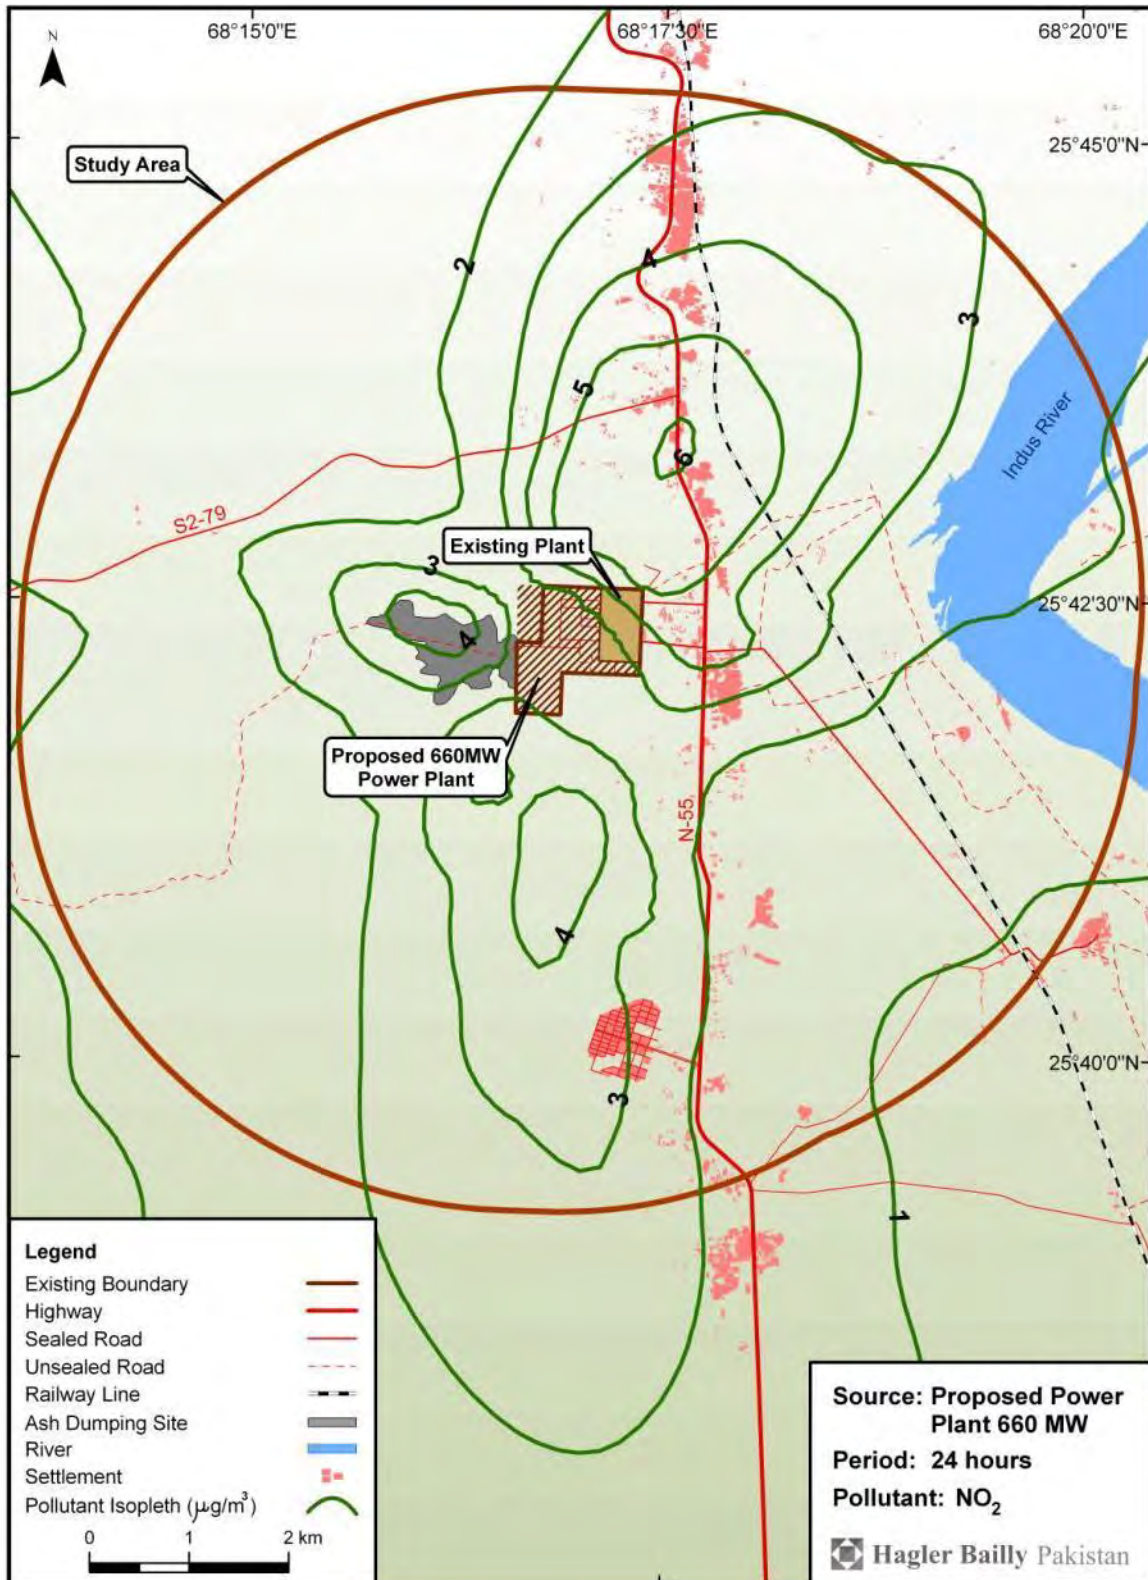 N
68°15'0"E
68°17'30"E
68°20'0"E
25°45'0"N
Study Area
2
4
3
5
Indus River
6
S2-79
Existing Plant
3
25°42'30"N
4
Proposed 660MW
Power Plant
N-55
4
25°40'0"N
3
1
Legend
Existing Boundary
Highway
Sealed Road
Unsealed Road
Railway Line
Ash Dumping Site
River
Settlement
Pollutant Isopleth (μg/m³)
0 1 2 km
Source: Proposed Power
Plant 660 MW
Period: 24 hours
Pollutant: NO₂
Hagler Bailly Pakistan